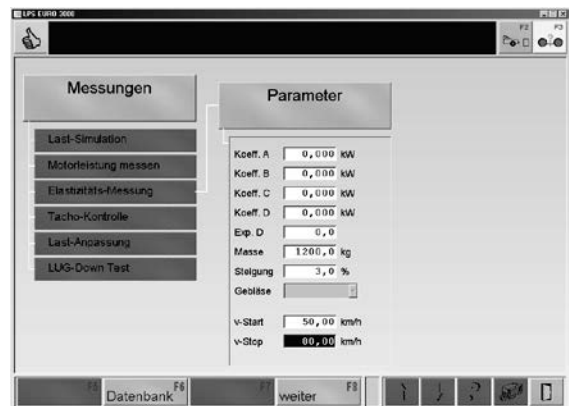 LPS EURO 3000
F2 F3
Messungen
Last-Simulation
Motorleistung messen
Elastizitäts-Messung
Tacho-Kontrolle
Last-Anpassung
LUG-Down Test
Parameter
Koeff. A 0,000 kW
Koeff. B 0,000 kW
Koeff. C 0,000 kW
Koeff. D 0,000 kW
Exp. D 0,0
Masse 1200,0 kg
Steigung 3,0 %
Gebläse
v-Start 50,00 km/h
v-Stop 80,00 km/h
F5 F6 F7 F8
Datenbank weiter